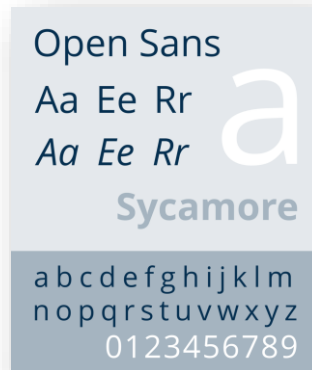 Open Sans
Aa Ee Rr
Aa Ee Rr
a
Sycamore
abcdefghijklm
nopqrstuvwxyz
0123456789